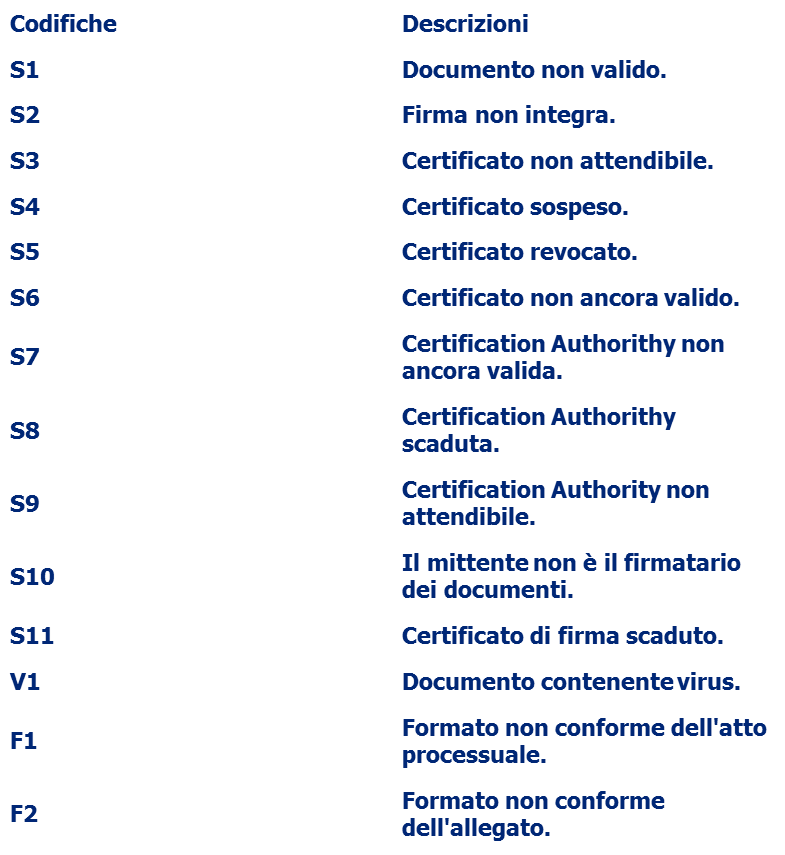 Codifiche Descrizioni
S1 Documento non valido.
S2 Firma non integra.
S3 Certificato non attendibile.
S4 Certificato sospeso.
S5 Certificato revocato.
S6 Certificato non ancora valido.
S7 Certification Authorithy non
ancora valida.
S8 Certification Authorithy
scaduta.
S9 Certification Authority non
attendibile.
S10 Il mittente non è il firmatario
dei documenti.
S11 Certificato di firma scaduto.
V1 Documento contenente virus.
F1 Formato non conforme dell'atto
processuale.
F2 Formato non conforme
dell'allegato.